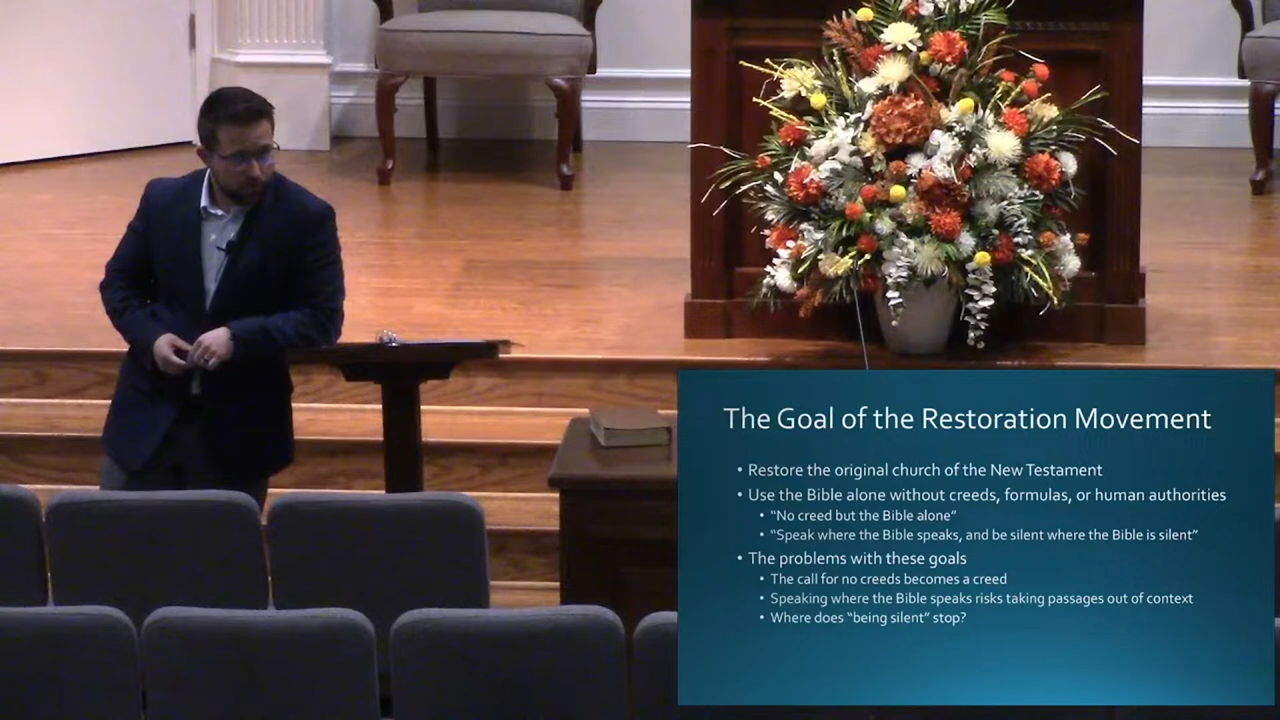 The Goal of the Restoration Movement
• Restore the original church of the New Testament
• Use the Bible alone without creeds, formulas, or human authorities
• “No creed but the Bible alone”
• “Speak where the Bible speaks, and be silent where the Bible is silent”
• The problems with these goals
• The call for no creeds becomes a creed
• Speaking where the Bible speaks risks taking passages out of context
• Where does “being silent” stop?